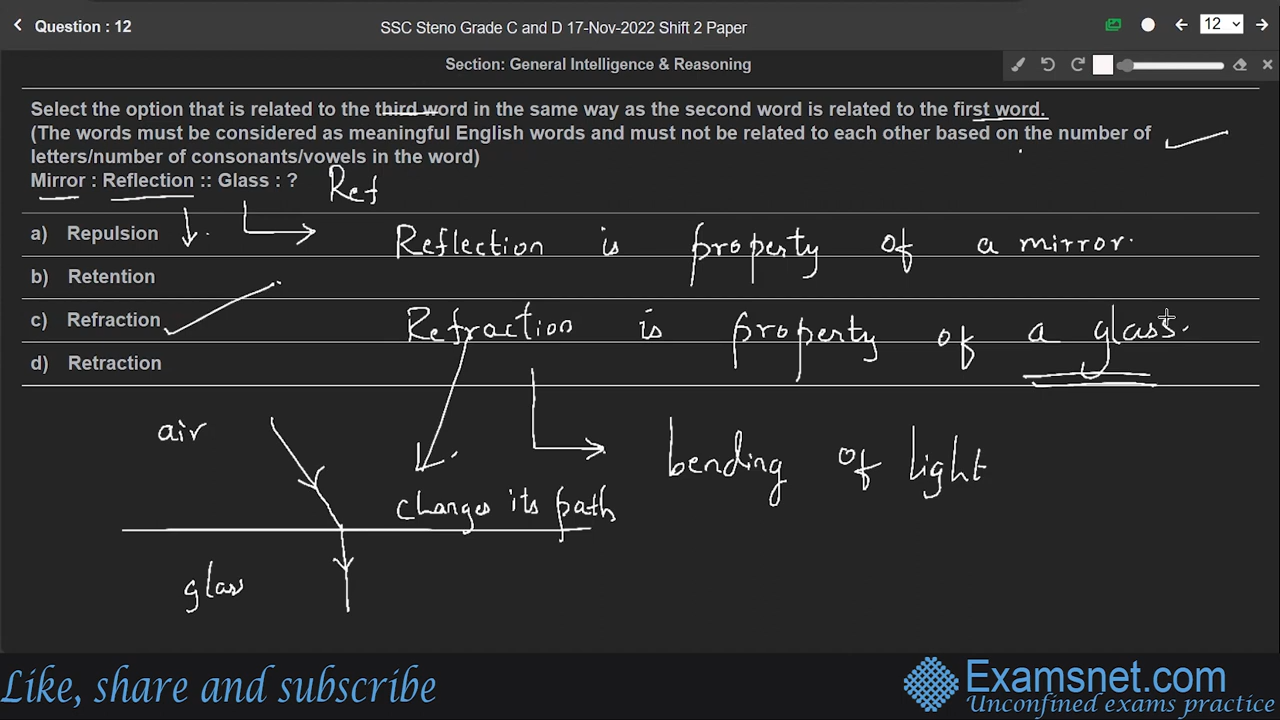 Question : 12
SSC Steno Grade C and D 17-Nov-2022 Shift 2 Paper
12
Section: General Intelligence & Reasoning
Select the option that is related to the third word in the same way as the second word is related to the first word.
(The words must be considered as meaningful English words and must not be related to each other based on the number of
letters/number of consonants/vowels in the word)
Mirror : Reflection :: Glass : ?
Ref
a) Repulsion
Reflection is property of a mirror.
b) Retention
c) Refraction
Refraction is property of a glass.
d) Retraction
air
bending of light
changes its path
glass
Like, share and subscribe
Examsnet.com
Unconfined exams practice